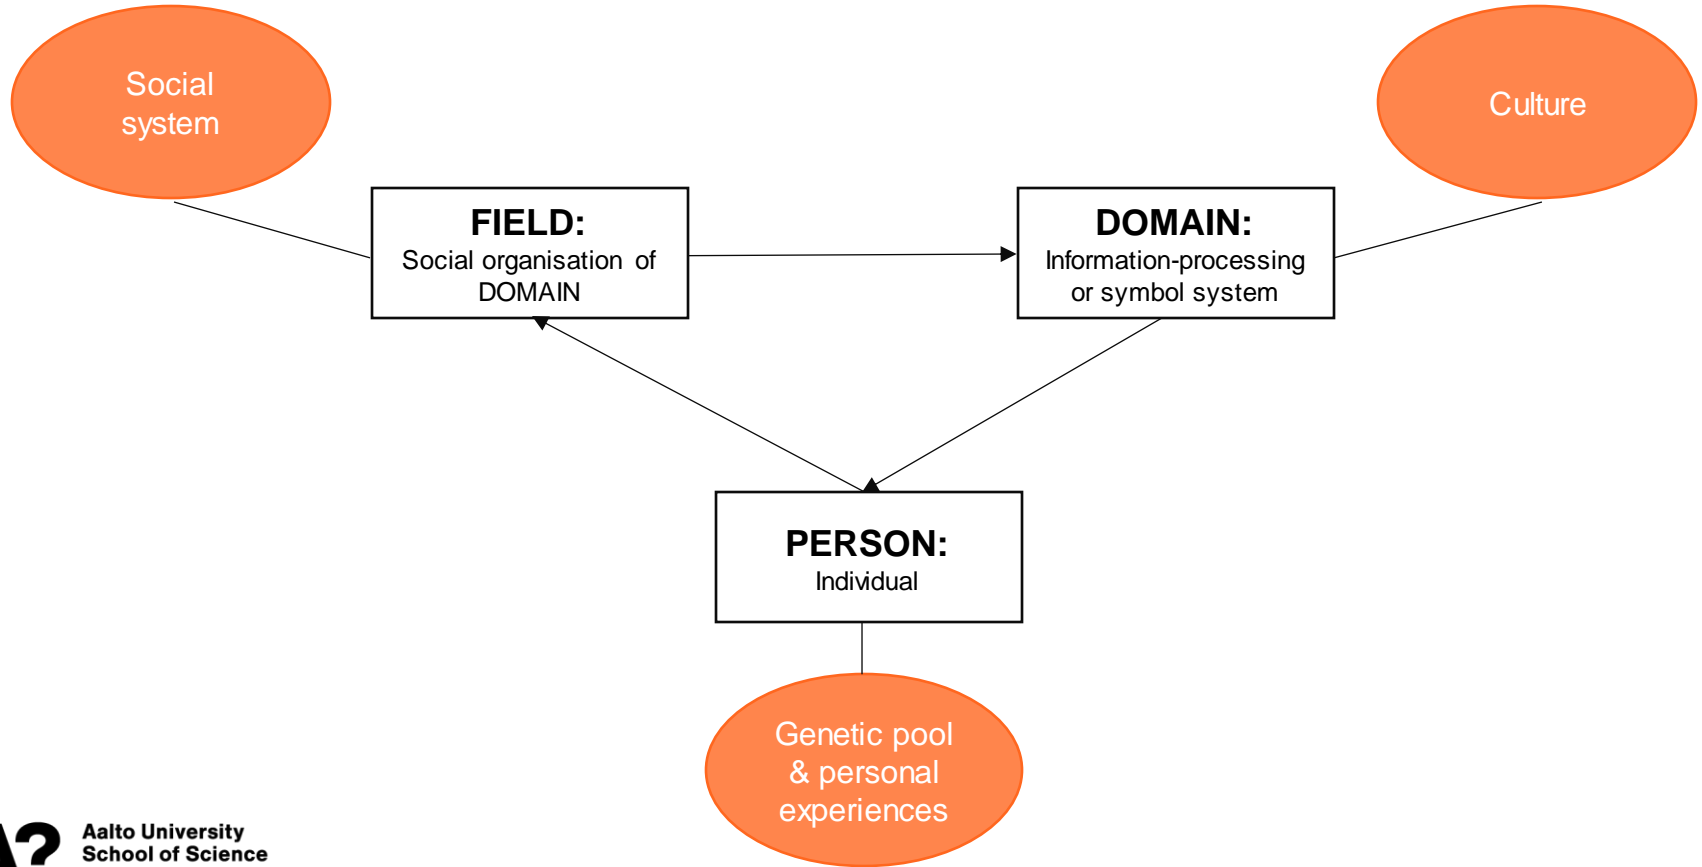 Social
system
Culture
FIELD:
Social organisation of
DOMAIN
DOMAIN:
Information-processing
or symbol system
PERSON:
Individual
Genetic pool
& personal
experiences
A?
Aalto University
School of Science